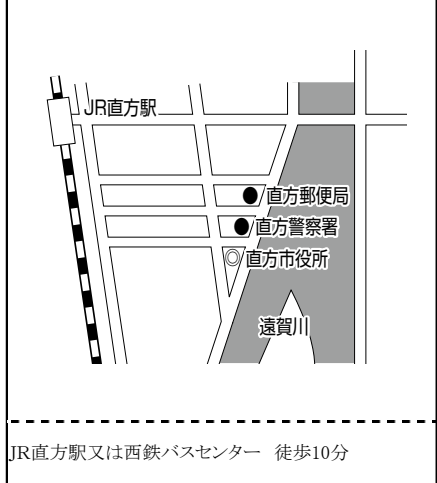 JR直方駅
直方郵便局
直方警察署
直方市役所
遠賀川
JR直方駅又は西鉄バスセンター　徒歩10分